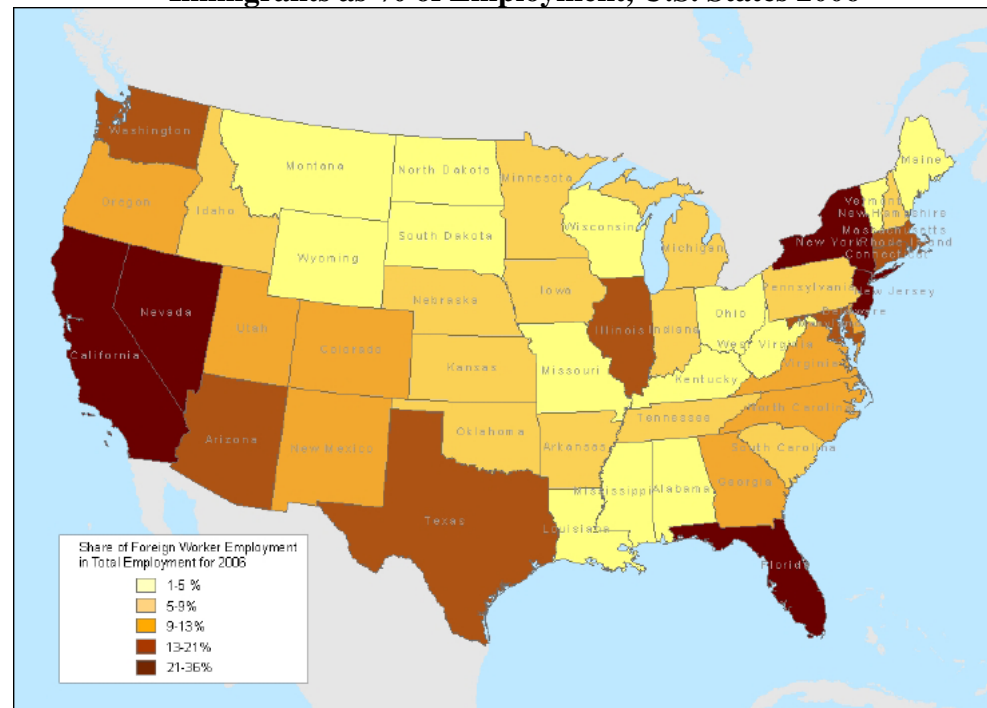 Immigrants as % of Employment, U.S. States 2006
Washington
Montana
North Dakota
Minnesota
Maine
Oregon
Idaho
Wisconsin
Michigan
Vermont
New Hampshire
Massachusetts
New York
Rhode Island
Connecticut
South Dakota
Wyoming
Nebraska
Iowa
Pennsylvania
New Jersey
Nevada
Utah
Colorado
Illinois
Indiana
Ohio
Delaware
Maryland
West Virginia
Virginia
California
Kansas
Missouri
Kentucky
North Carolina
Tennessee
Arizona
New Mexico
Oklahoma
Arkansas
South Carolina
Mississippi
Alabama
Georgia
Texas
Louisiana
Florida
Share of Foreign Worker Employment
in Total Employment for 2006
1-5 %
5-9%
9-13%
13-21%
21-36%